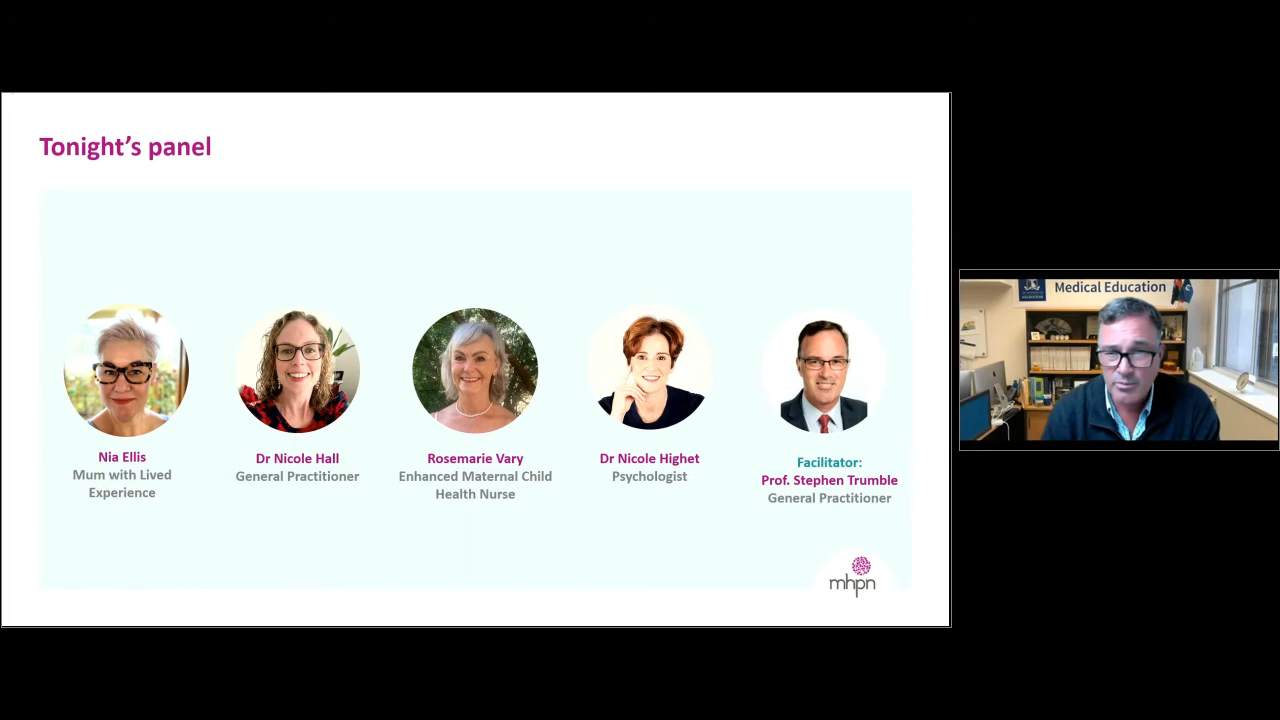 Tonight's panel
Nia Ellis
Mum with Lived
Experience
Dr Nicole Hall
General Practitioner
Rosemarie Vary
Enhanced Maternal Child
Health Nurse
Dr Nicole Highet
Psychologist
Facilitator:
Prof. Stephen Trumble
General Practitioner
mhpn
Medical Education